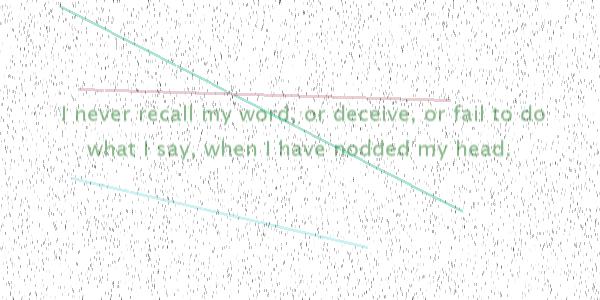 I never recall my word, or deceive, or fail to do
what I say, when I have nodded my head.